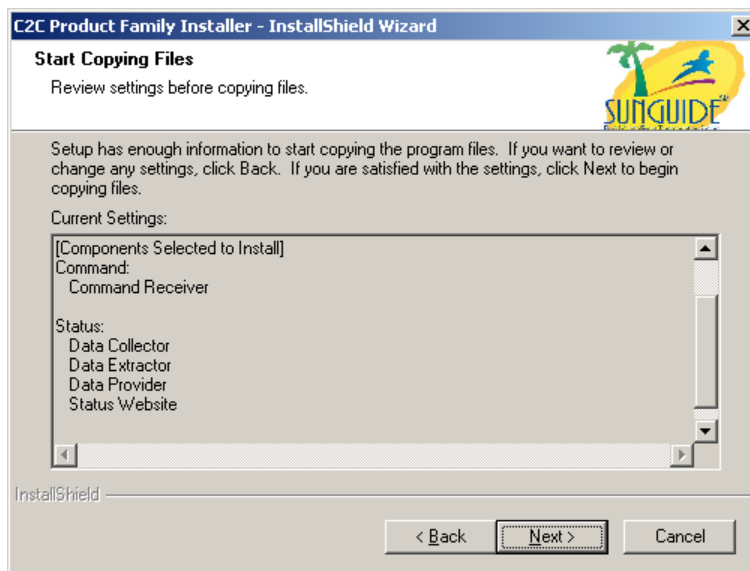 C2C Product Family Installer - InstallShield Wizard
Start Copying Files
Review settings before copying files.
SUNGUIDE
Setup has enough information to start copying the program files. If you want to review or
change any settings, click Back. If you are satisfied with the settings, click Next to begin
copying files.
Current Settings:
[Components Selected to Install]
Command:
Command Receiver
Status:
Data Collector
Data Extractor
Data Provider
Status Website
InstallShield
< Back
Next >
Cancel